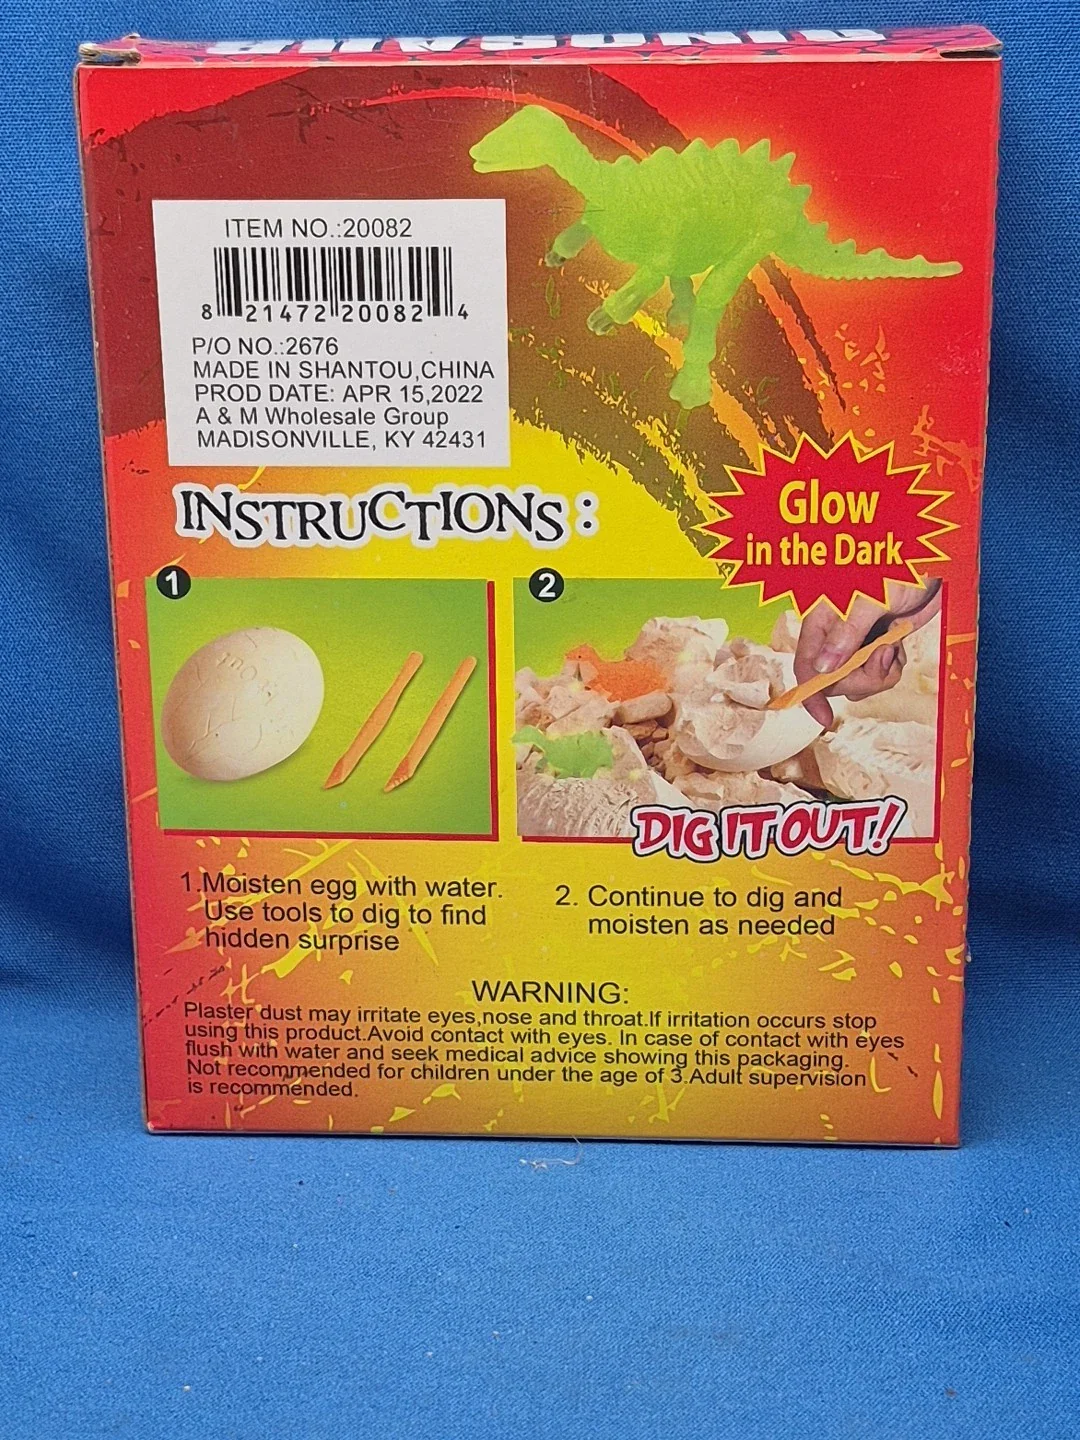 DINOSAUR
ITEM NO.:20082
8 21472 20082 4
P/O NO.:2676
MADE IN SHANTOU,CHINA
PROD DATE: APR 15,2022
A & M Wholesale Group
MADISONVILLE, KY 42431
INSTRUCTIONS:
Glow
in the Dark
1
2
DIG IT OUT!
1.Moisten egg with water.
Use tools to dig to find
hidden surprise
2. Continue to dig and
moisten as needed
WARNING:
Plaster dust may irritate eyes,nose and throat.If irritation occurs stop
using this product.Avoid contact with eyes. In case of contact with eyes
flush with water and seek medical advice showing this packaging.
Not recommended for children under the age of 3.Adult supervision
is recommended.